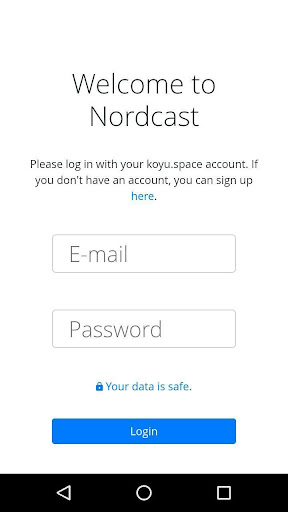 Welcome to
Nordcast
Please log in with your koyu.space account. If
you don't have an account, you can sign up
here.
E-mail
Password
Your data is safe.
Login